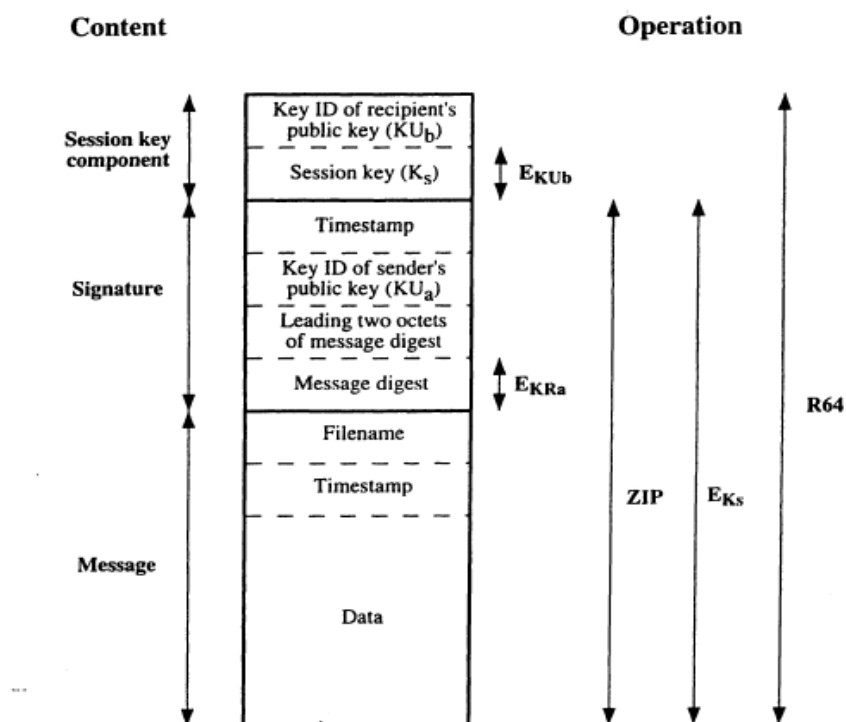 Content
Operation
Key ID of recipient's
public key (KUb)
Session key
component
Session key (Ks)
EKUb
Timestamp
Key ID of sender's
public key (KUa)
Signature
Leading two octets
of message digest
Message digest
EKRa
R64
Filename
Timestamp
ZIP
EKs
Message
Data